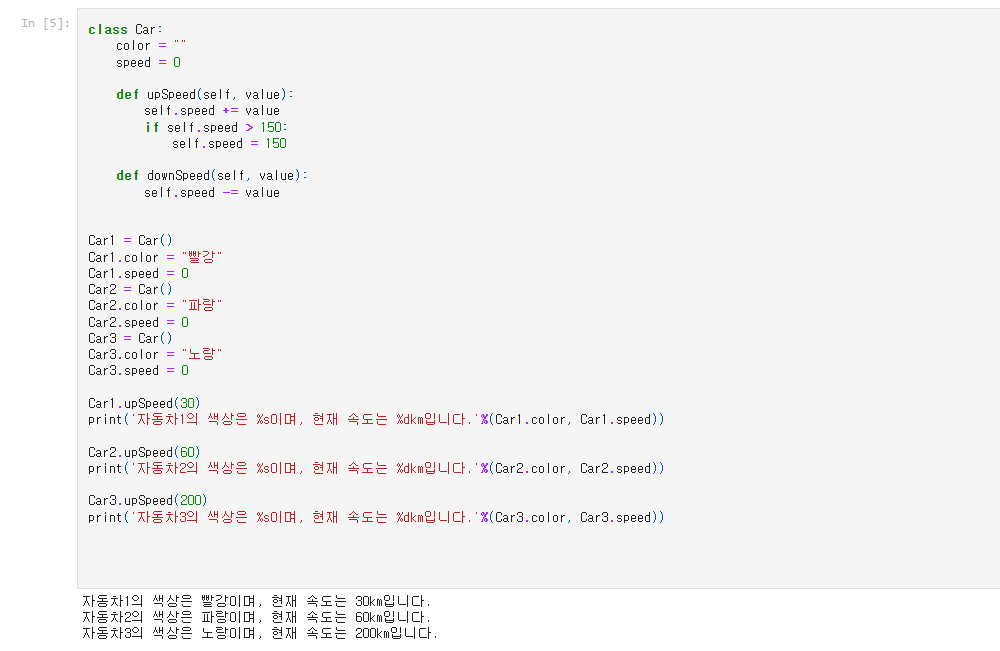 In [5]:
class Car:
    color = ""
    speed = 0
    def upSpeed(self, value):
        self.speed += value
        if self.speed > 150:
            self.speed = 150
    def downSpeed(self, value):
        self.speed -= value
Car1 = Car()
Car1.color = "빨강"
Car1.speed = 0
Car2 = Car()
Car2.color = "파랑"
Car2.speed = 0
Car3 = Car()
Car3.color = "노랑"
Car3.speed = 0
Car1.upSpeed(30)
print('자동차1의 색상은 %s이며, 현재 속도는 %dkm입니다.'%(Car1.color, Car1.speed))
Car2.upSpeed(60)
print('자동차2의 색상은 %s이며, 현재 속도는 %dkm입니다.'%(Car2.color, Car2.speed))
Car3.upSpeed(200)
print('자동차3의 색상은 %s이며, 현재 속도는 %dkm입니다.'%(Car3.color, Car3.speed))
자동차1의 색상은 빨강이며, 현재 속도는 30km입니다.
자동차2의 색상은 파랑이며, 현재 속도는 60km입니다.
자동차3의 색상은 노랑이며, 현재 속도는 200km입니다.